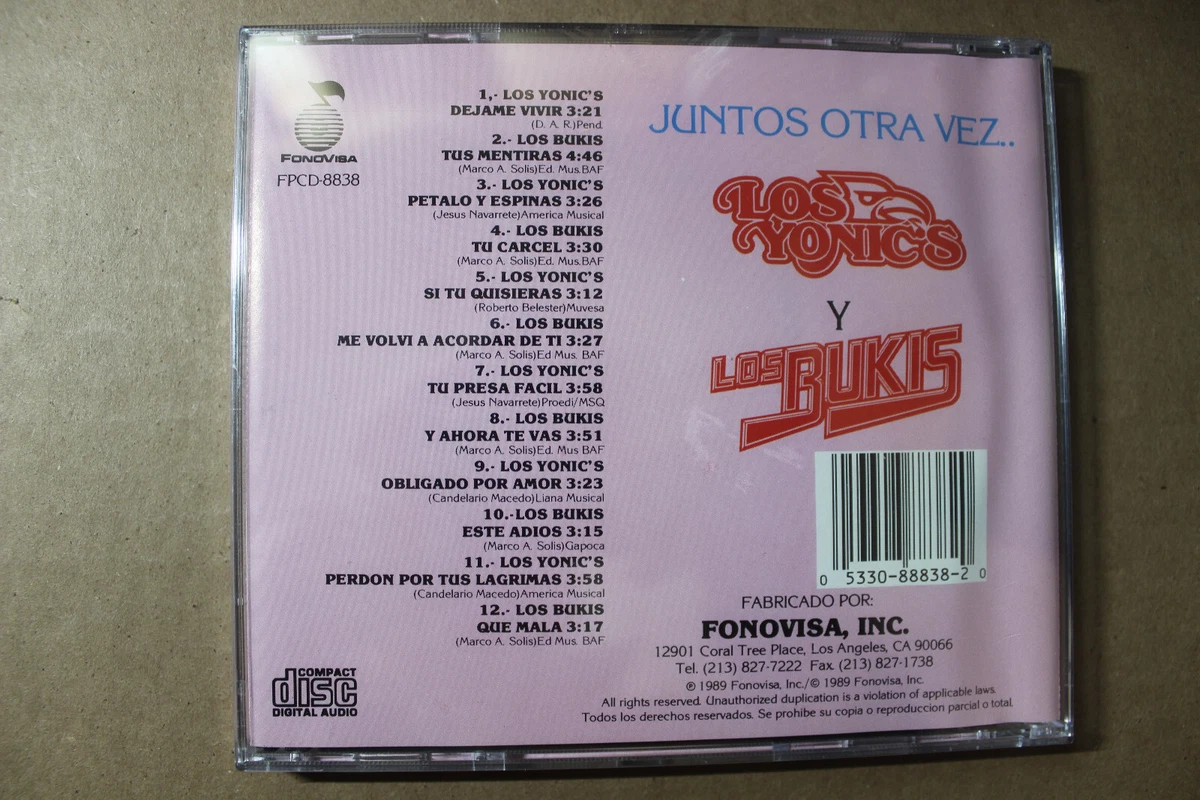 FONOVISA
FPCD-8838
1,- LOS YONIC'S
DEJAME VIVIR 3:21
(D. A. R.)Pend.
2.- LOS BUKIS
TUS MENTIRAS 4:46
(Marco A. Solis)Ed. Mus.BAF
3.- LOS YONIC'S
PETALO Y ESPINAS 3:26
(Jesus Navarrete)America Musical
4.- LOS BUKIS
TU CARCEL 3:30
(Marco A. Solis)Ed. Mus.BAF
5.- LOS YONIC'S
SI TU QUISIERAS 3:12
(Roberto Belester)Muvesa
6.- LOS BUKIS
ME VOLVI A ACORDAR DE TI 3:27
(Marco A. Solis)Ed Mus. BAF
7.- LOS YONIC'S
TU PRESA FACIL 3:58
(Jesus Navarrete)Proedi/MSQ
8.- LOS BUKIS
Y AHORA TE VAS 3:51
(Marco A. Solis)Ed. Mus BAF
9.- LOS YONIC'S
OBLIGADO POR AMOR 3:23
(Candelario Macedo)Liana Musical
10.-LOS BUKIS
ESTE ADIOS 3:15
(Marco A. Solis)Gapoca
11.- LOS YONIC'S
PERDON POR TUS LAGRIMAS 3:58
(Candelario Macedo)America Musical
12.- LOS BUKIS
QUE MALA 3:17
(Marco A. Solis)Ed Mus. BAF
COMPACT
disc
DIGITAL AUDIO
JUNTOS OTRA VEZ..
LOS
YONIC'S
Y
LOS BUKIS
0 5330-88838-2 0
FABRICADO POR:
FONOVISA, INC.
12901 Coral Tree Place, Los Angeles, CA 90066
Tel. (213) 827-7222 Fax. (213) 827-1738
℗ 1989 Fonovisa, Inc./© 1989 Fonovisa, Inc.
All rights reserved. Unauthorized duplication is a violation of applicable laws.
Todos los derechos reservados. Se prohibe su copia o reproduccion parcial o total.